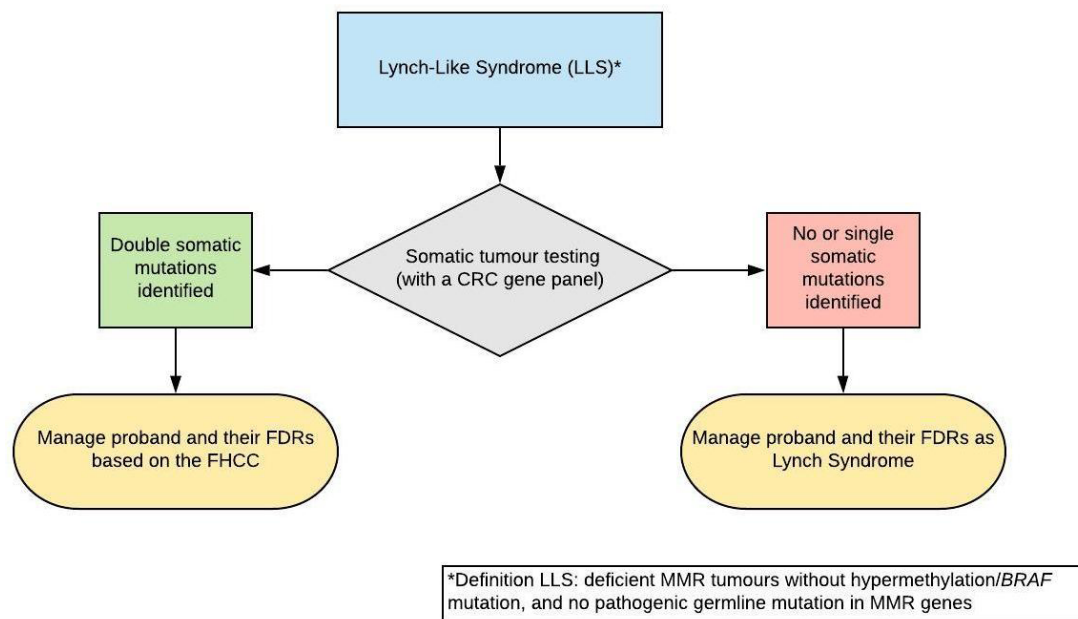 Lynch-Like Syndrome (LLS)*
Somatic tumour testing
(with a CRC gene panel)
Double somatic
mutations
identified
No or single
somatic
mutations
identified
Manage proband and their FDRs
based on the FHCC
Manage proband and their FDRs as
Lynch Syndrome
*Definition LLS: deficient MMR tumours without hypermethylation/BRAF
mutation, and no pathogenic germline mutation in MMR genes